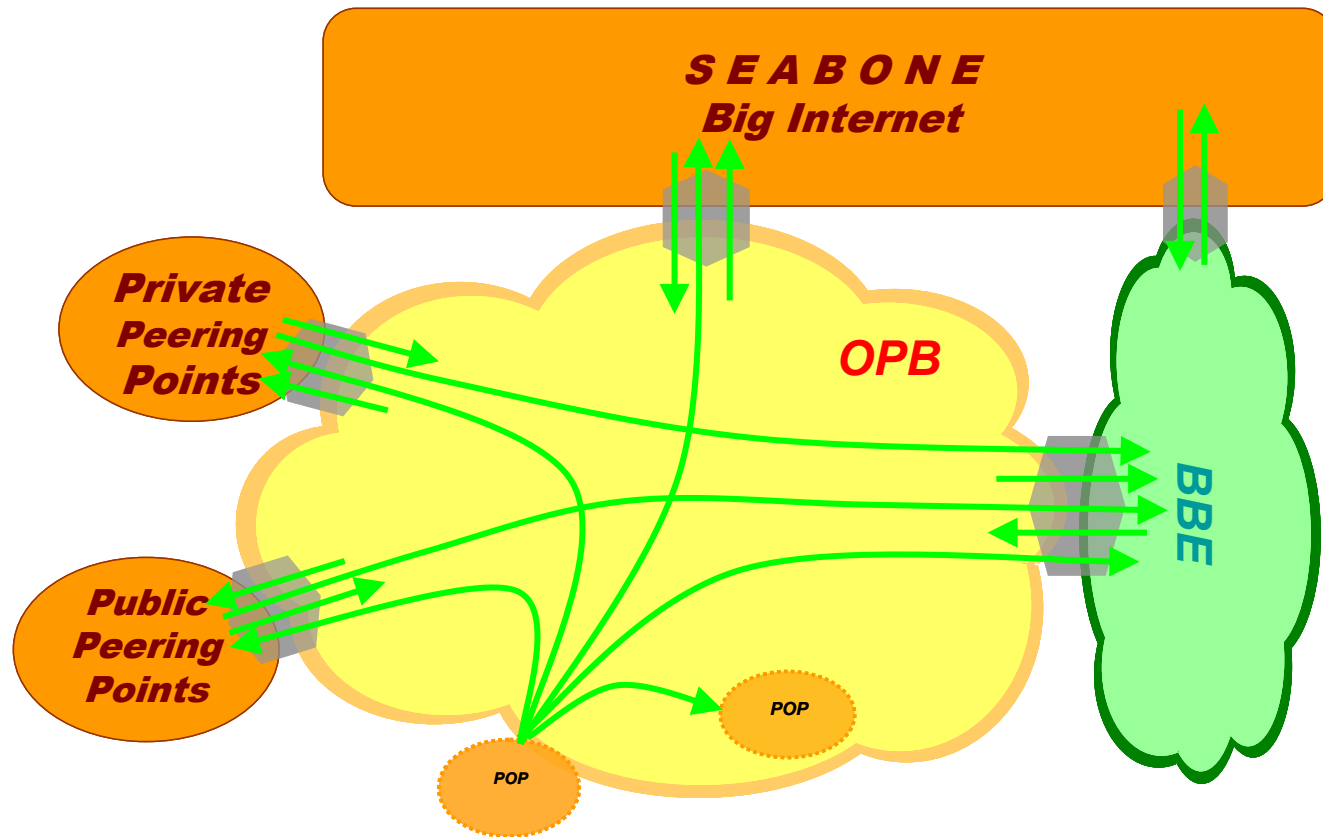 S E A B O N E
Big Internet
Private
Peering
Points
OPB
BBE
Public
Peering
Points
POP
POP